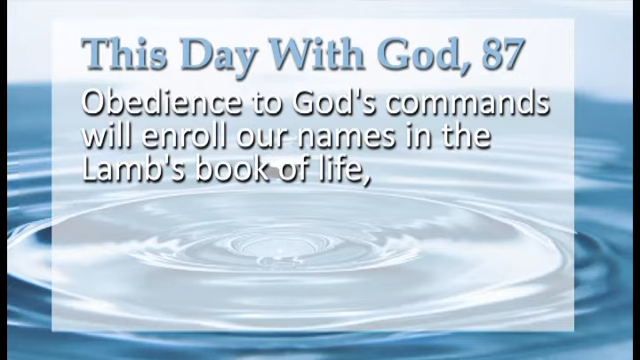 This Day With God, 87
Obedience to God's commands
will enroll our names in the
Lamb's book of life,